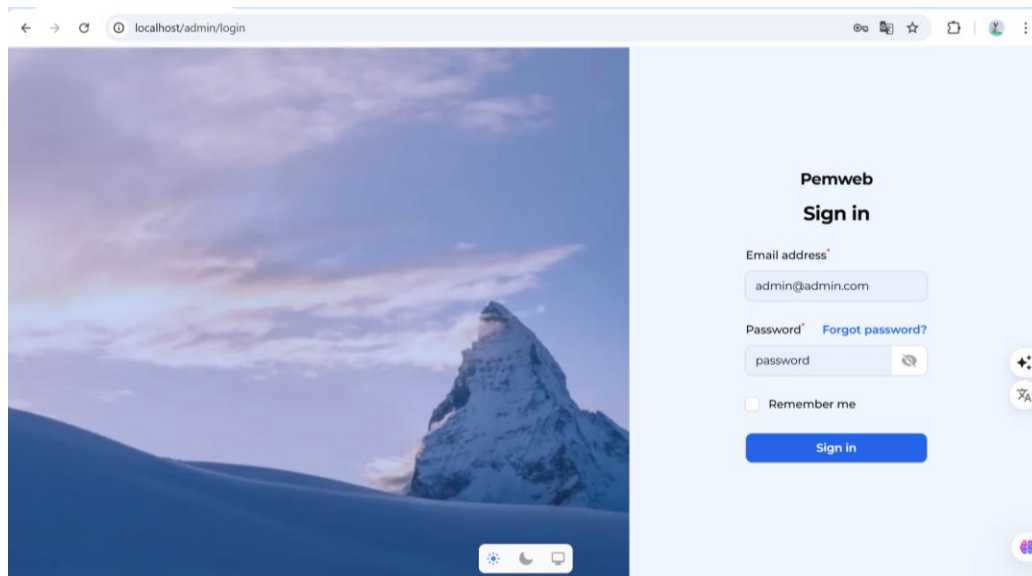 localhost/admin/login
Pemweb
Sign in
Email address*
admin@admin.com
Password* Forgot password?
password
Remember me
Sign in